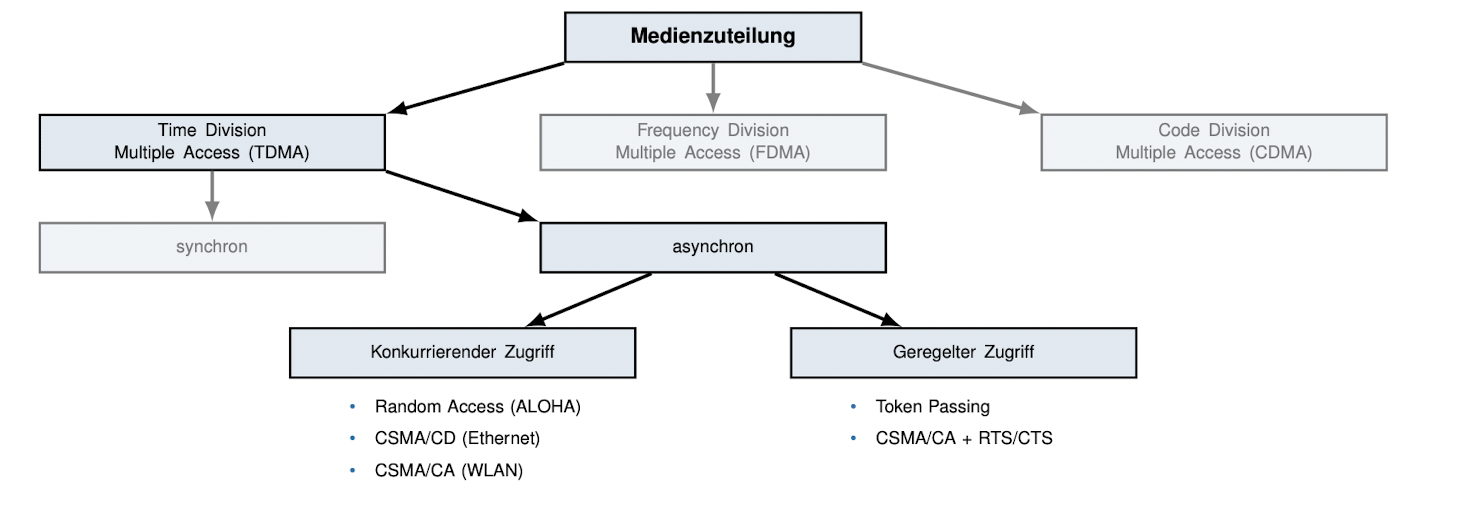 Medienzuteilung
Time Division
Multiple Access (TDMA)
Frequency Division
Multiple Access (FDMA)
Code Division
Multiple Access (CDMA)
synchron
asynchron
Konkurrierender Zugriff
Geregelter Zugriff
• Random Access (ALOHA)
• CSMA/CD (Ethernet)
• CSMA/CA (WLAN)
• Token Passing
• CSMA/CA + RTS/CTS